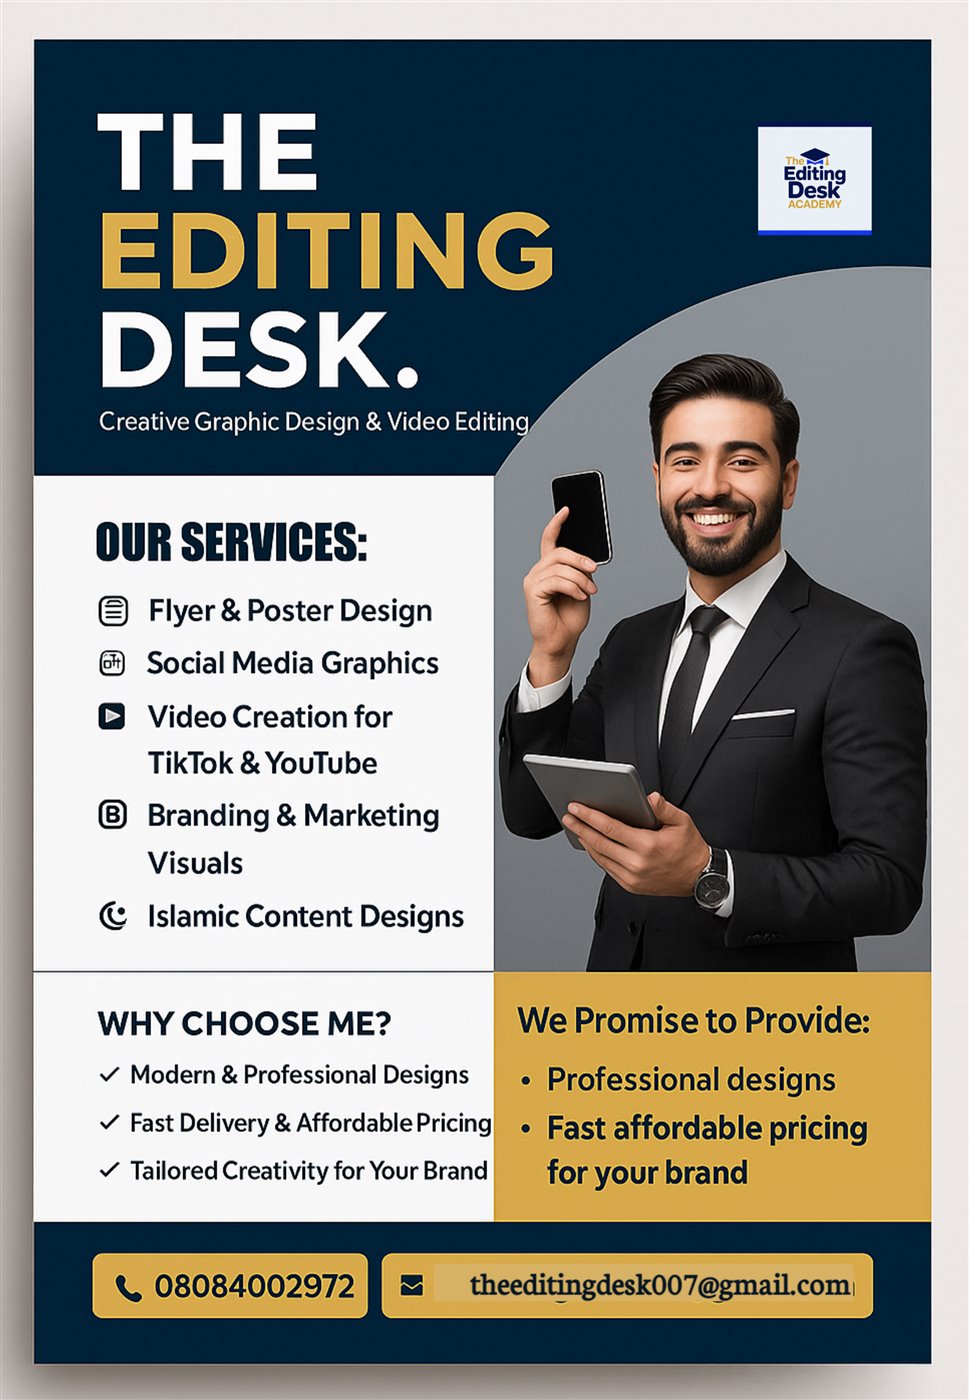 THE
EDITING
DESK.
Creative Graphic Design & Video Editing
The
Editing
Desk
ACADEMY
OUR SERVICES:
Flyer & Poster Design
Social Media Graphics
Video Creation for
TikTok & YouTube
B
Branding & Marketing
Visuals
Islamic Content Designs
WHY CHOOSE ME?
✓ Modern & Professional Designs
✓ Fast Delivery & Affordable Pricing
✓ Tailored Creativity for Your Brand
We Promise to Provide:
• Professional designs
• Fast affordable pricing
for your brand
08084002972
theeditingdesk007@gmail.com